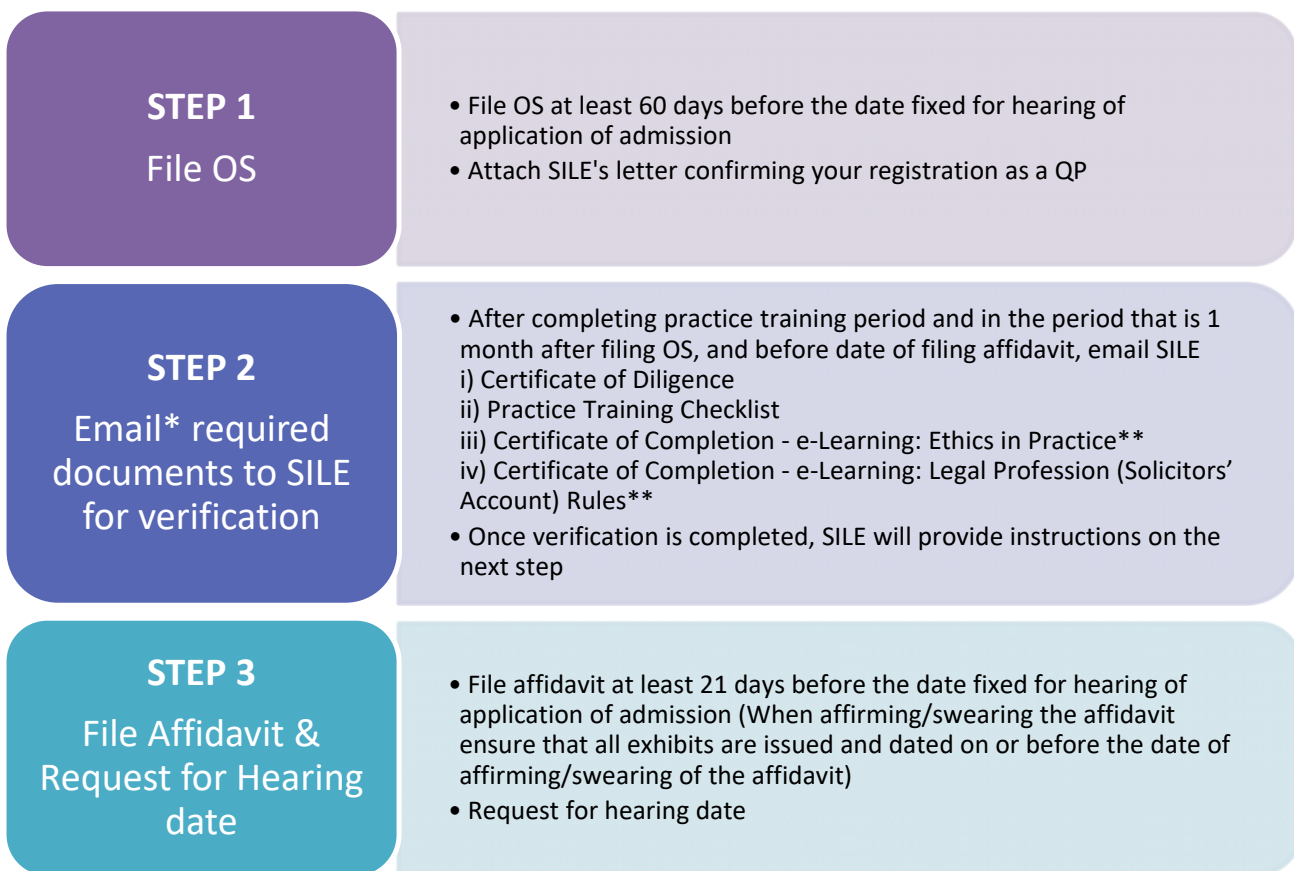 STEP 1
File OS
• File OS at least 60 days before the date fixed for hearing of
application of admission
• Attach SILE's letter confirming your registration as a QP
STEP 2
Email* required
documents to SILE
for verification
• After completing practice training period and in the period that is 1
month after filing OS, and before date of filing affidavit, email SILE
i) Certificate of Diligence
ii) Practice Training Checklist
iii) Certificate of Completion - e-Learning: Ethics in Practice**
iv) Certificate of Completion - e-Learning: Legal Profession (Solicitors’
Account) Rules**
• Once verification is completed, SILE will provide instructions on the
next step
STEP 3
File Affidavit &
Request for Hearing
date
• File affidavit at least 21 days before the date fixed for hearing of
application of admission (When affirming/swearing the affidavit
ensure that all exhibits are issued and dated on or before the date of
affirming/swearing of the affidavit)
• Request for hearing date